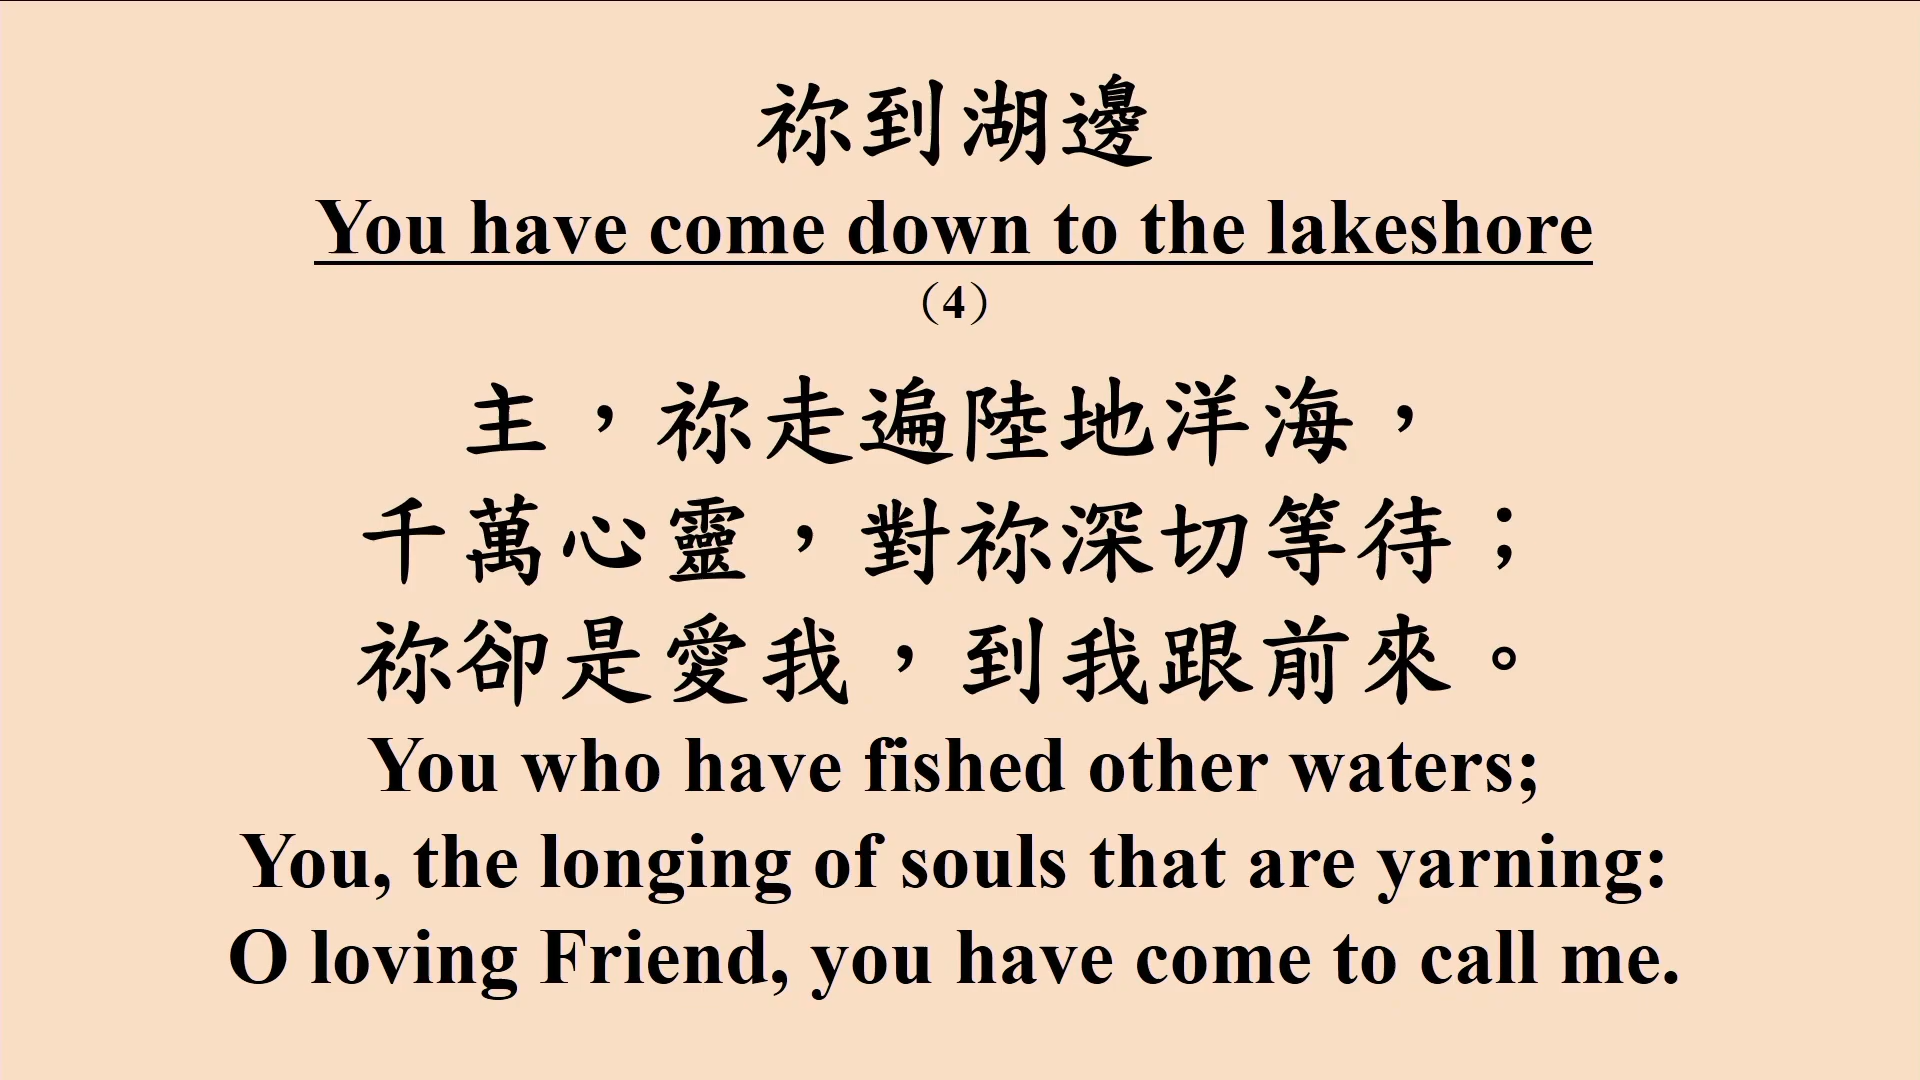 祢到湖邊
You have come down to the lakeshore
（4）
主，祢走遍陸地洋海，
千萬心靈，對祢深切等待；
祢卻是愛我，到我跟前來。
You who have fished other waters;
You, the longing of souls that are yarning:
O loving Friend, you have come to call me.